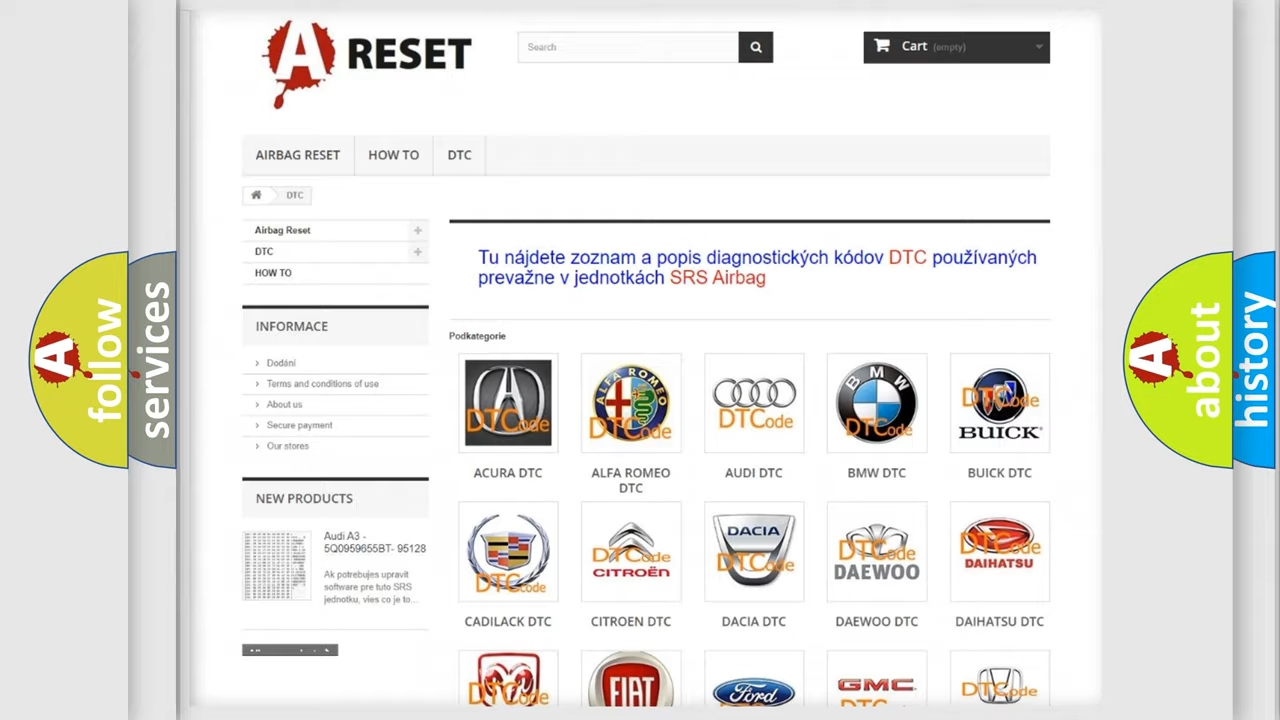 A RESET
Search
Cart (empty)
AIRBAG RESET
HOW TO
DTC
DTC
Airbag Reset
DTC
HOW TO
Tu nájdete zoznam a popis diagnostických kódov DTC používaných
prevažne v jednotkách SRS Airbag
INFORMACE
Dodání
Terms and conditions of use
About us
Secure payment
Our stores
NEW PRODUCTS
Audi A3 -
5Q0959655BT- 95128
Ak potrebujes upravit
software pre tuto SRS
jednotku, vies co je to...
Podkategorie
DTCode
ALFA ROMEO
DTCode
DTCode
BMW
DTCode
DTCode
BUICK
ACURA DTC
ALFA ROMEO
DTC
AUDI DTC
BMW DTC
BUICK DTC
DTCode
DTCode
CITROËN
DACIA
DTCode
DTCode
DAEWOO
DTCode
DAIHATSU
CADILACK DTC
CITROEN DTC
DACIA DTC
DAEWOO DTC
DAIHATSU DTC
DTCode
FIAT
Ford
GMC
DTCode
A follow
services
A about
history